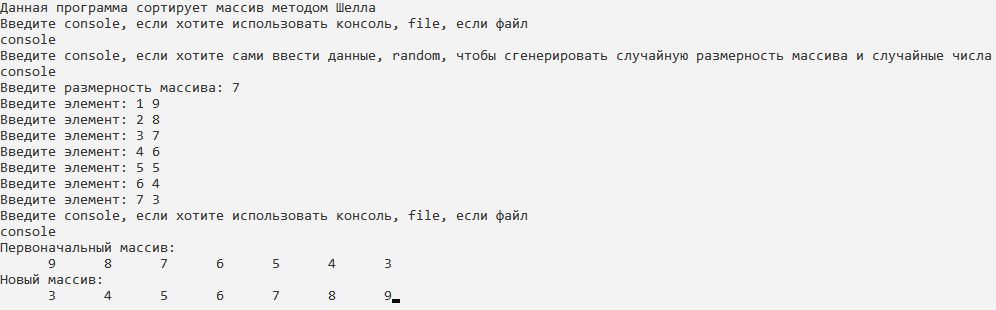 Данная программа сортирует массив методом Шелла
Введите console, если хотите использовать консоль, file, если файл
console
Введите console, если хотите сами ввести данные, random, чтобы сгенерировать случайную размерность массива и случайные числа
console
Введите размерность массива: 7
Введите элемент: 1 9
Введите элемент: 2 8
Введите элемент: 3 7
Введите элемент: 4 6
Введите элемент: 5 5
Введите элемент: 6 4
Введите элемент: 7 3
Введите console, если хотите использовать консоль, file, если файл
console
Первоначальный массив:
9 8 7 6 5 4 3
Новый массив:
3 4 5 6 7 8 9